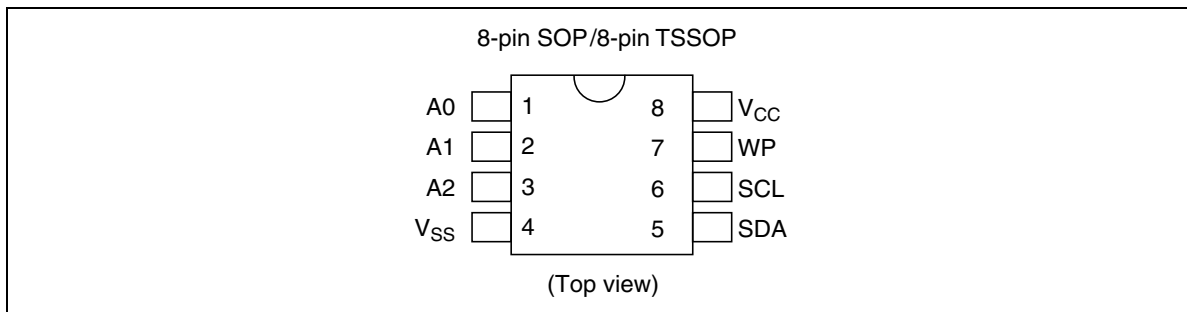 8-pin SOP/8-pin TSSOP
A0 1 8 VCC
A1 2 7 WP
A2 3 6 SCL
VSS 4 5 SDA
(Top view)